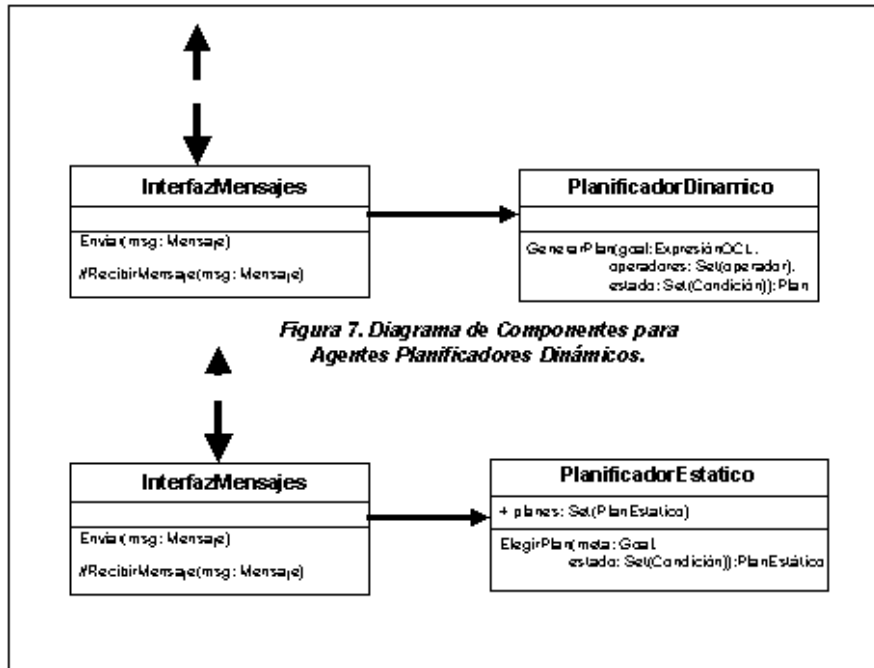 InterfazMensajes
Enviar(msg: Mensaje)
#RecibirMensaje(msg: Mensaje)
PlanificadorDinamico
GenerarPlan(goal:ExpresiónOCL,
operadores: Set(operador),
estado: Set(Condición)):Plan
Figura 7. Diagrama de Componentes para
Agentes Planificadores Dinámicos.
InterfazMensajes
Enviar(msg: Mensaje)
#RecibirMensaje(msg: Mensaje)
PlanificadorEstatico
+ planes: Set(PlanEstatico)
ElegirPlan(meta: Goal,
estado: Set(Condición)):PlanEstático